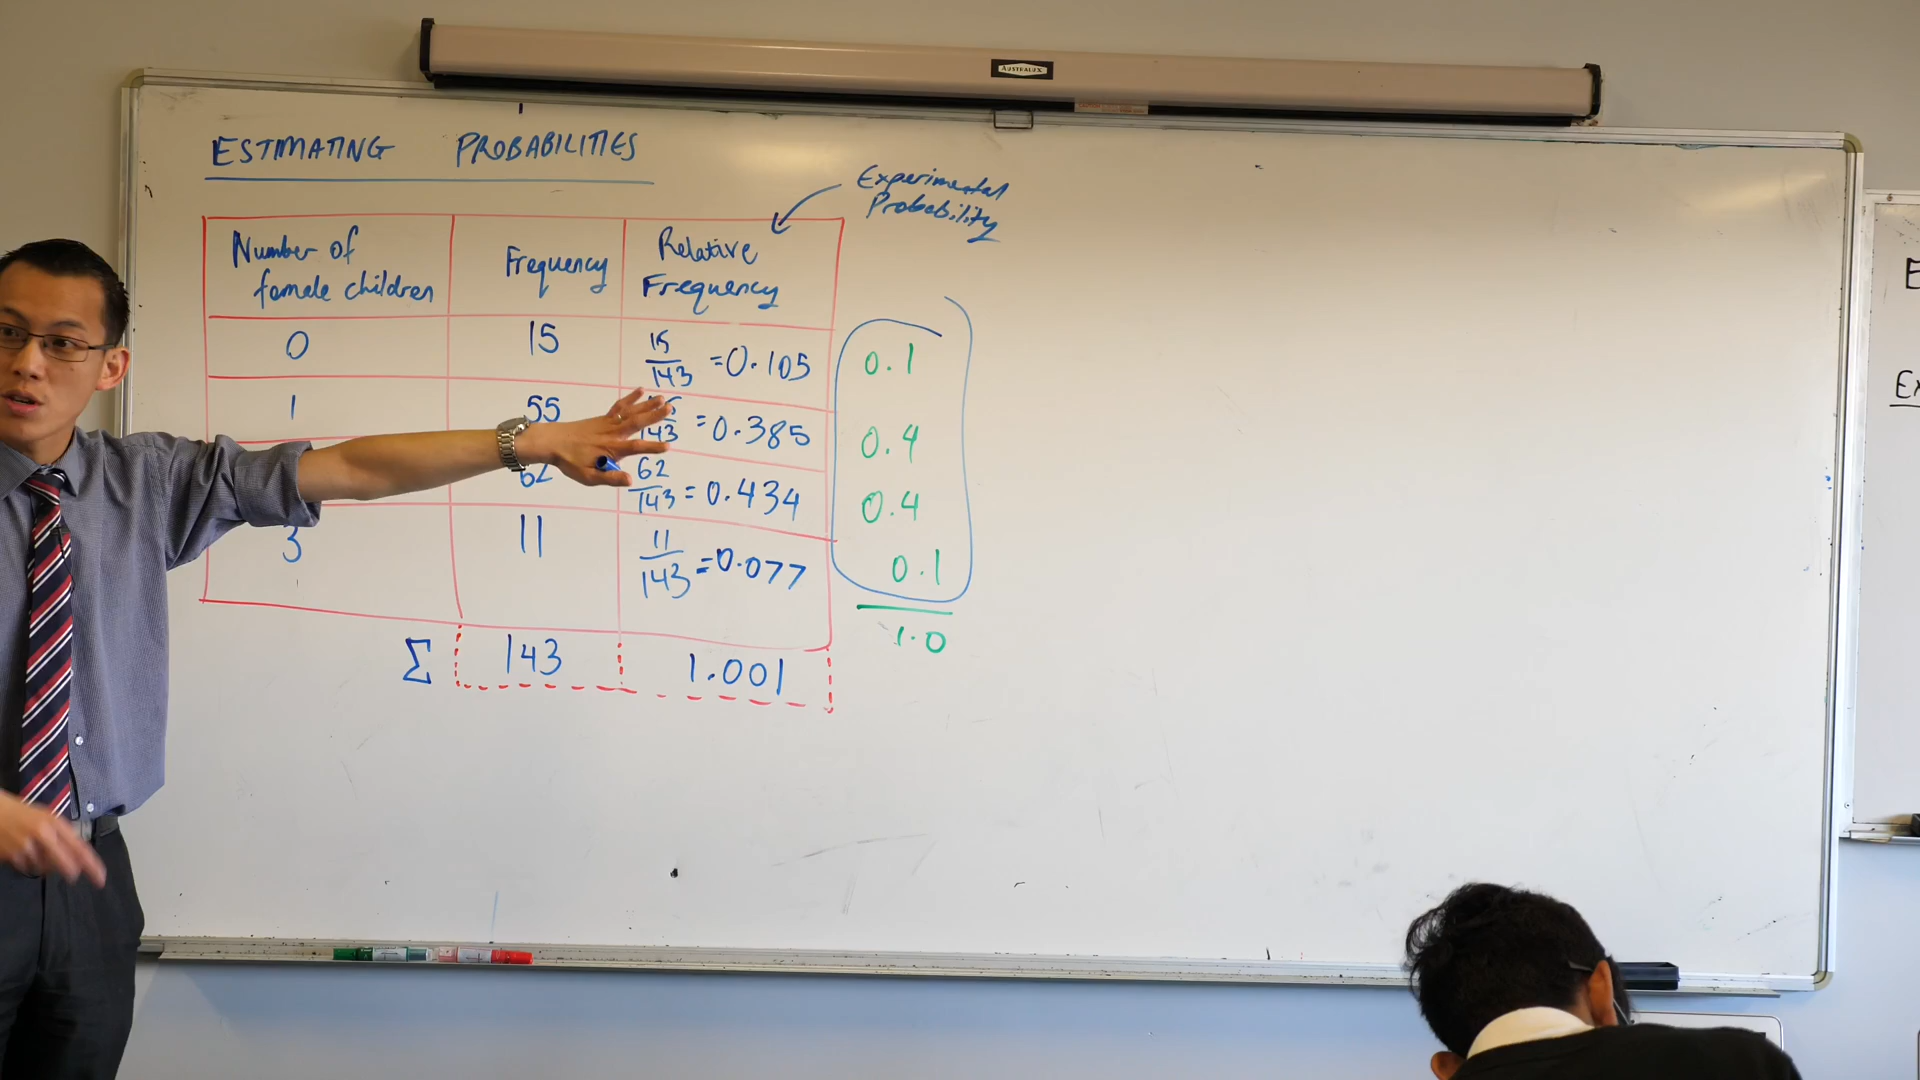 AUSTRALUX
ESTIMATING PROBABILITIES
Experimental
Probability
Number of
female children
Frequency
Relative
Frequency
0
15
15/143 = 0.105
0.1
1
55
143 = 0.385
0.4
62
62/143 = 0.434
0.4
3
11
11/143 = 0.077
0.1
Σ
143
1.001
1.0
E
Ex